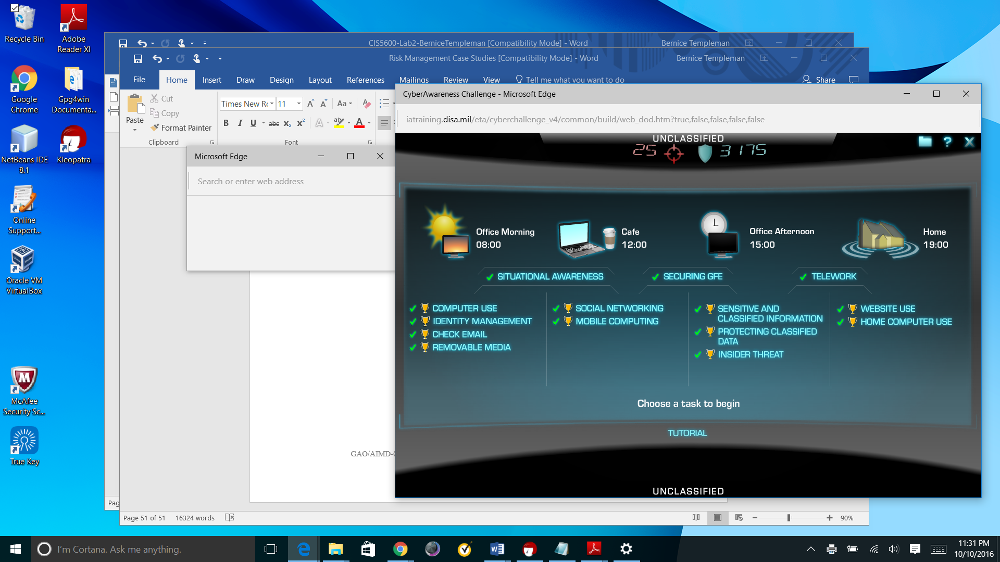 Recycle Bin
Adobe
Reader XI
Google
Chrome
Gpg4win
Documenta...
NetBeans IDE
8.1
Kleopatra
Online
Support...
Oracle VM
VirtualBox
McAfee
Security Sc...
True Key
CIS5600-Lab2-BerniceTempleman [Compatibility Mode] - Word
Bernice Templeman
Risk Management Case Studies [Compatibility Mode] - Word
Bernice Templeman
File
Home
Insert
Draw
Design
Layout
References
Mailings
Review
View
Tell me what you want to do
Share
Paste
Cut
Copy
Format Painter
Clipboard
Times New Ro
11
Aa
B I U abc X₂ X²
A
A
Font
Microsoft Edge
Search or enter web address
GAO/AIMD-
Pag
Page 51 of 51
16324 words
90%
CyberAwareness Challenge - Microsoft Edge
iatraining.disa.mil/eta/cyberchallenge_v4/common/build/web_dod.htm?true,false,false,false,false
UNCLASSIFIED
25
3175
? X
Office Morning
08:00
Cafe
12:00
Office Afternoon
15:00
Home
19:00
SITUATIONAL AWARENESS
SECURING GFE
TELEWORK
COMPUTER USE
IDENTITY MANAGEMENT
CHECK EMAIL
REMOVABLE MEDIA
SOCIAL NETWORKING
MOBILE COMPUTING
SENSITIVE AND
CLASSIFIED INFORMATION
PROTECTING CLASSIFIED
DATA
INSIDER THREAT
WEBSITE USE
HOME COMPUTER USE
Choose a task to begin
TUTORIAL
UNCLASSIFIED
I'm Cortana. Ask me anything.
11:31 PM
10/10/2016